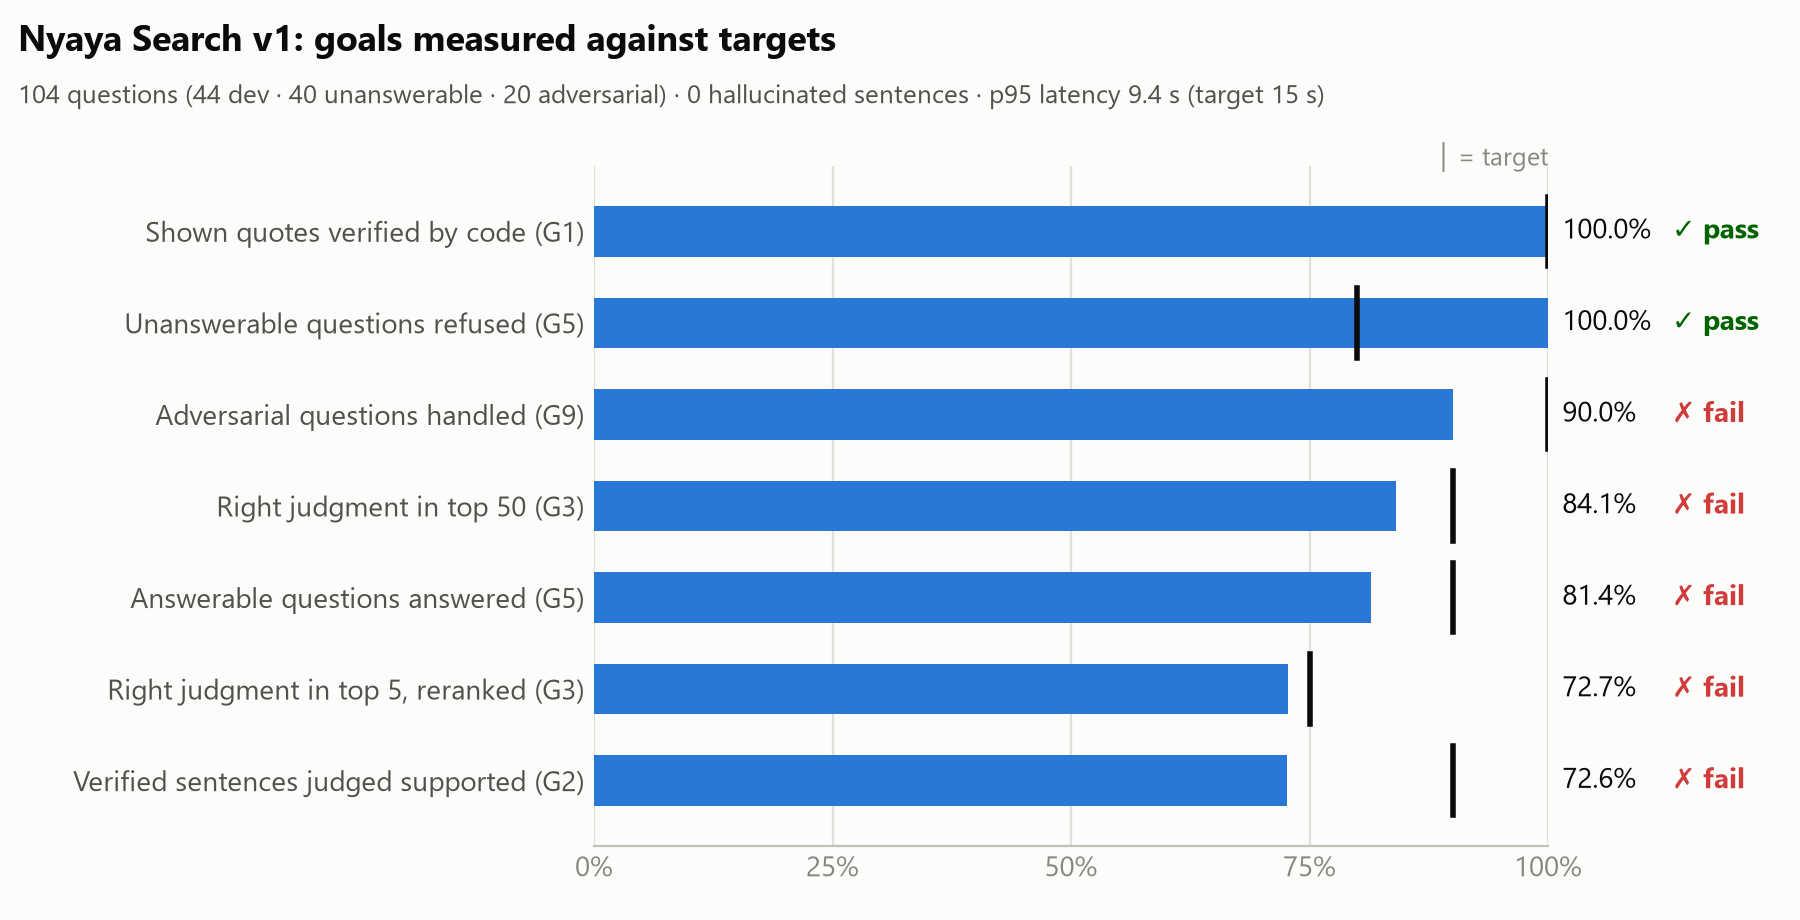 Nyaya Search v1: goals measured against targets
104 questions (44 dev · 40 unanswerable · 20 adversarial) · 0 hallucinated sentences · p95 latency 9.4 s (target 15 s)
| = target
Shown quotes verified by code (G1) 100.0% ✓ pass
Unanswerable questions refused (G5) 100.0% ✓ pass
Adversarial questions handled (G9) 90.0% ✗ fail
Right judgment in top 50 (G3) 84.1% ✗ fail
Answerable questions answered (G5) 81.4% ✗ fail
Right judgment in top 5, reranked (G3) 72.7% ✗ fail
Verified sentences judged supported (G2) 72.6% ✗ fail
0% 25% 50% 75% 100%